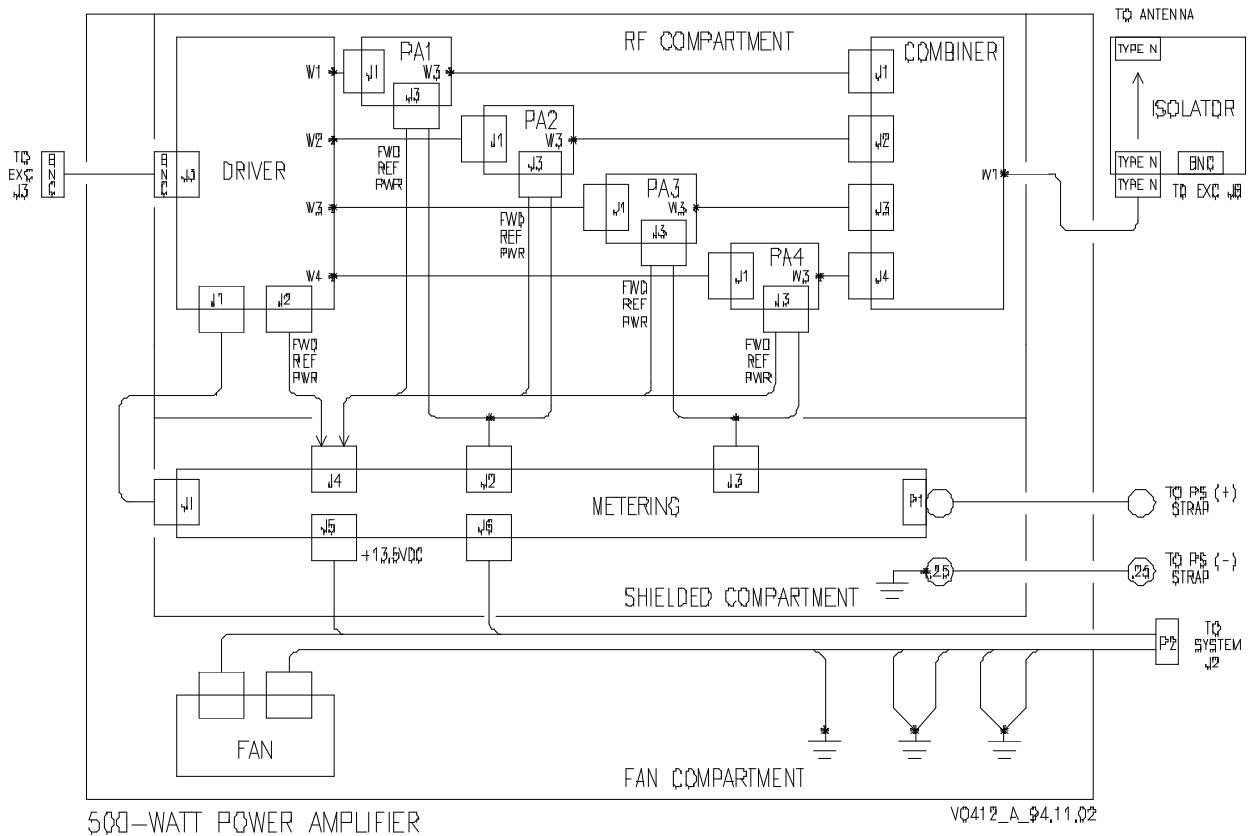 TO ANTENNA
TYPE N
ISOLATOR
TYPE N
BNC
TYPE N
TO EXC J8
RF COMPARTMENT
COMBINER
J1
J2
J3
J4
W1
PA1
J1
W3
J3
FWD
REF
PWR
PA2
J1
W3
J3
FWD
REF
PWR
PA3
J1
W3
J3
FWD
REF
PWR
PA4
J1
W3
J3
FWD
REF
PWR
TO
EXC
J3
BNC
BNC
J3
DRIVER
W1
W2
W3
W4
J1
J2
FWD
REF
PWR
J4
J2
J3
J1
METERING
P1
TO PS (+)
STRAP
J5
+13.5VDC
J6
.25
.25
TO PS (-)
STRAP
SHIELDED COMPARTMENT
P2
TO
SYSTEM
J2
FAN
FAN COMPARTMENT
500-WATT POWER AMPLIFIER
V0412_A_94.11.02